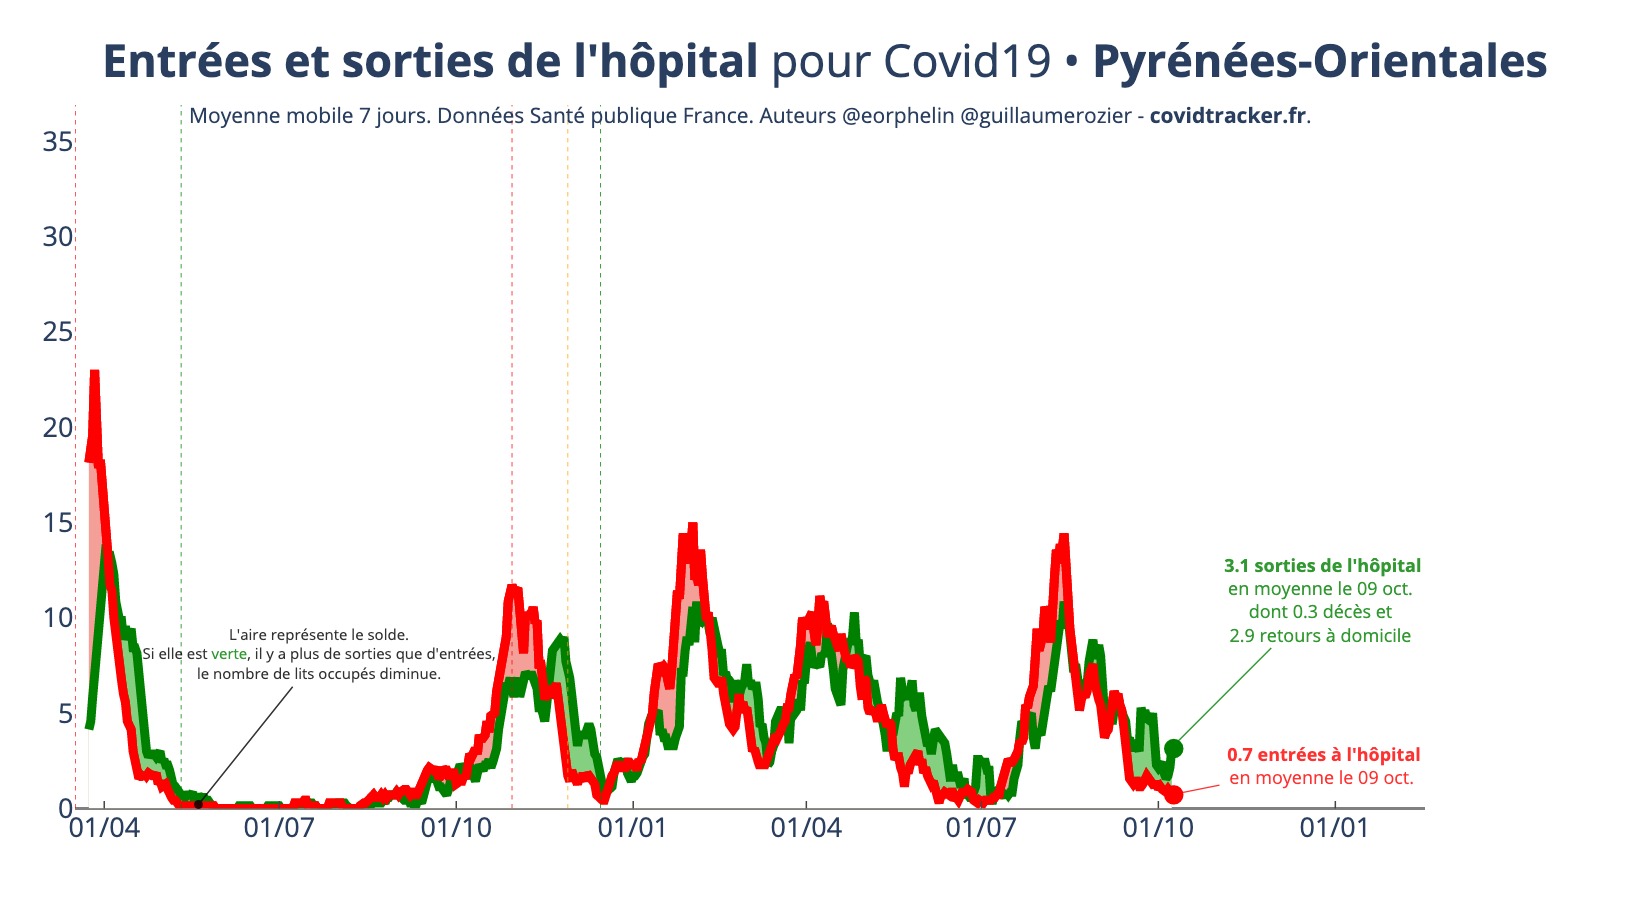 Entrées et sorties de l'hôpital pour Covid19 • Pyrénées-Orientales
Moyenne mobile 7 jours. Données Santé publique France. Auteurs @eorphelin @guillaumerozier - covidtracker.fr.
35
30
25
20
15
10
5
0
L'aire représente le solde.
Si elle est verte, il y a plus de sorties que d'entrées,
le nombre de lits occupés diminue.
3.1 sorties de l'hôpital
en moyenne le 09 oct.
dont 0.3 décès et
2.9 retours à domicile
0.7 entrées à l'hôpital
en moyenne le 09 oct.
01/04
01/07
01/10
01/01
01/04
01/07
01/10
01/01